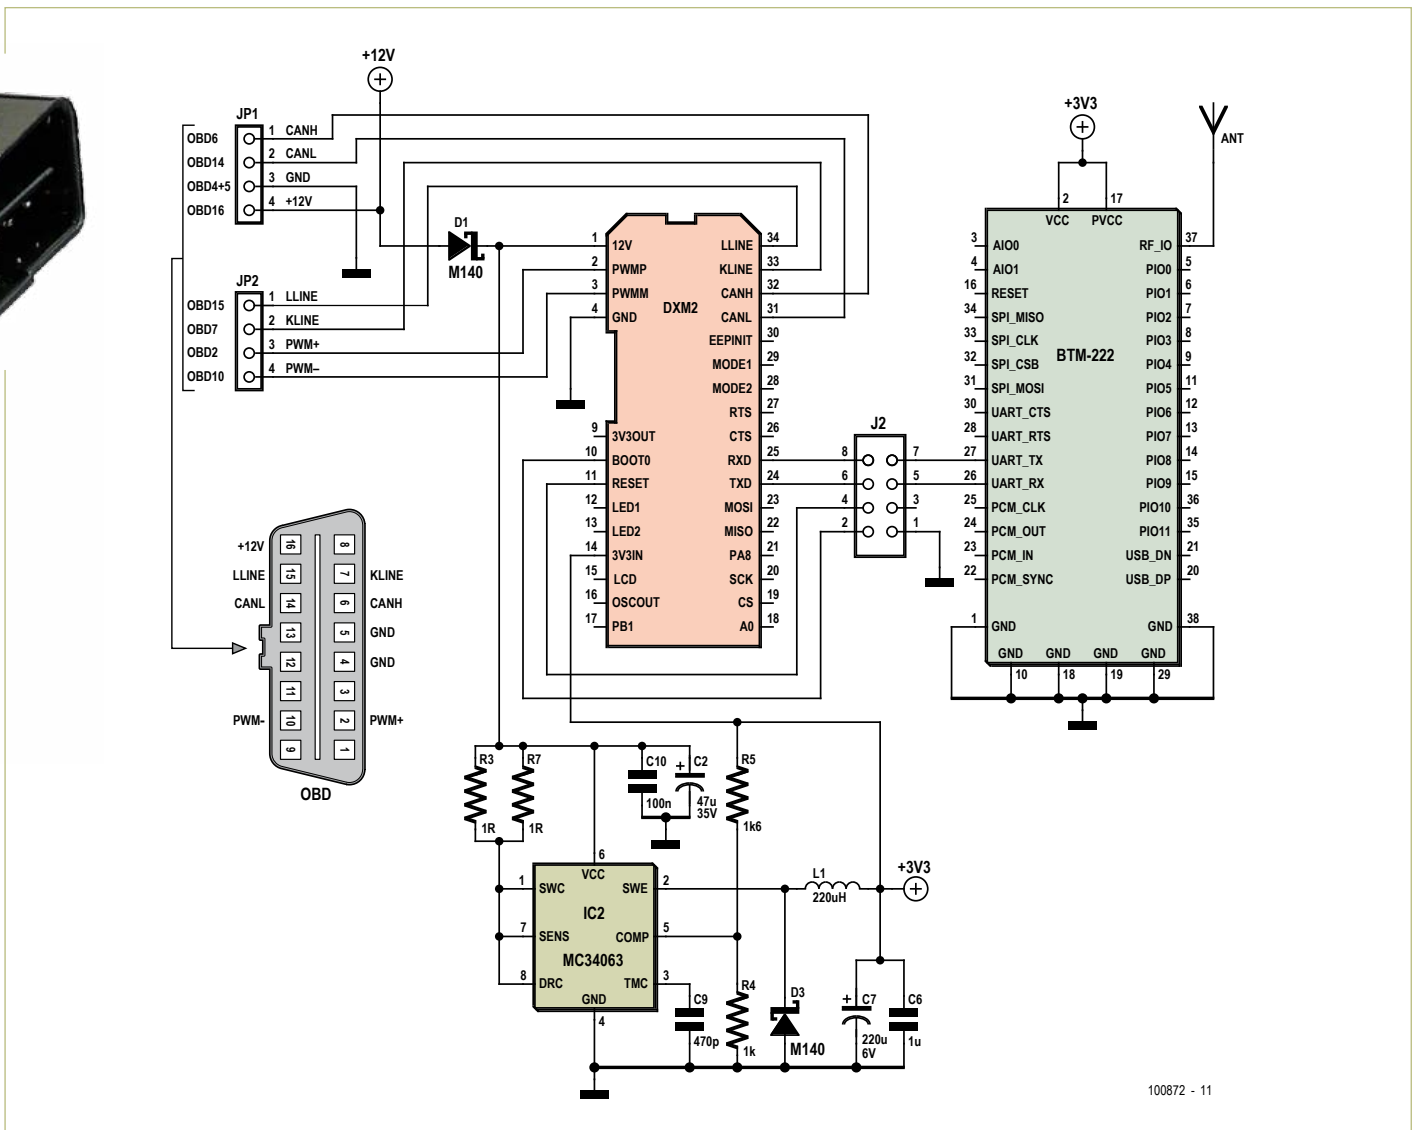 +12V
JP1
OBD6 1 CANH
OBD14 2 CANL
OBD4+5 3 GND
OBD16 4 +12V
D1
M140
JP2
OBD15 1 LLINE
OBD7 2 KLINE
OBD2 3 PWM+
OBD10 4 PWM–
1 12V
2 PWMP
3 PWMM
4 GND
9 3V3OUT
10 BOOT0
11 RESET
12 LED1
13 LED2
14 3V3IN
15 LCD
16 OSCOUT
17 PB1
DXM2
LLINE 34
KLINE 33
CANH 32
CANL 31
EEPINIT 30
MODE1 29
MODE2 28
RTS 27
CTS 26
RXD 25
TXD 24
MOSI 23
MISO 22
PA8 21
SCK 20
CS 19
A0 18
J2
8 7
6 5
4 3
2 1
+3V3
ANT
2 17
VCC PVCC
3 AIO0
4 AIO1
16 RESET
34 SPI_MISO
33 SPI_CLK
32 SPI_CSB
31 SPI_MOSI
30 UART_CTS
28 UART_RTS
27 UART_TX
26 UART_RX
25 PCM_CLK
24 PCM_OUT
23 PCM_IN
22 PCM_SYNC
1 GND
BTM-222
RF_IO 37
PIO0 5
PIO1 6
PIO2 7
PIO3 8
PIO4 9
PIO5 11
PIO6 12
PIO7 13
PIO8 14
PIO9 15
PIO10 36
PIO11 35
USB_DN 21
USB_DP 20
GND 38
GND GND GND GND
10 18 19 29
+12V 16 8
LLINE 15 7 KLINE
CANL 14 6 CANH
13 5 GND
12 4 GND
11 3
PWM- 10 2 PWM+
9 1
OBD
R3
1R
R7
1R
C10
100n
+ C2
47u
35V
R5
1k6
6
VCC
1 SWC
7 SENS
8 DRC
IC2
MC34063
SWE 2
COMP 5
TMC 3
GND
4
C9
470p
R4
1k
L1
220uH
+3V3
D3
M140
+ C7
220u
6V
C6
1u
100872 - 11